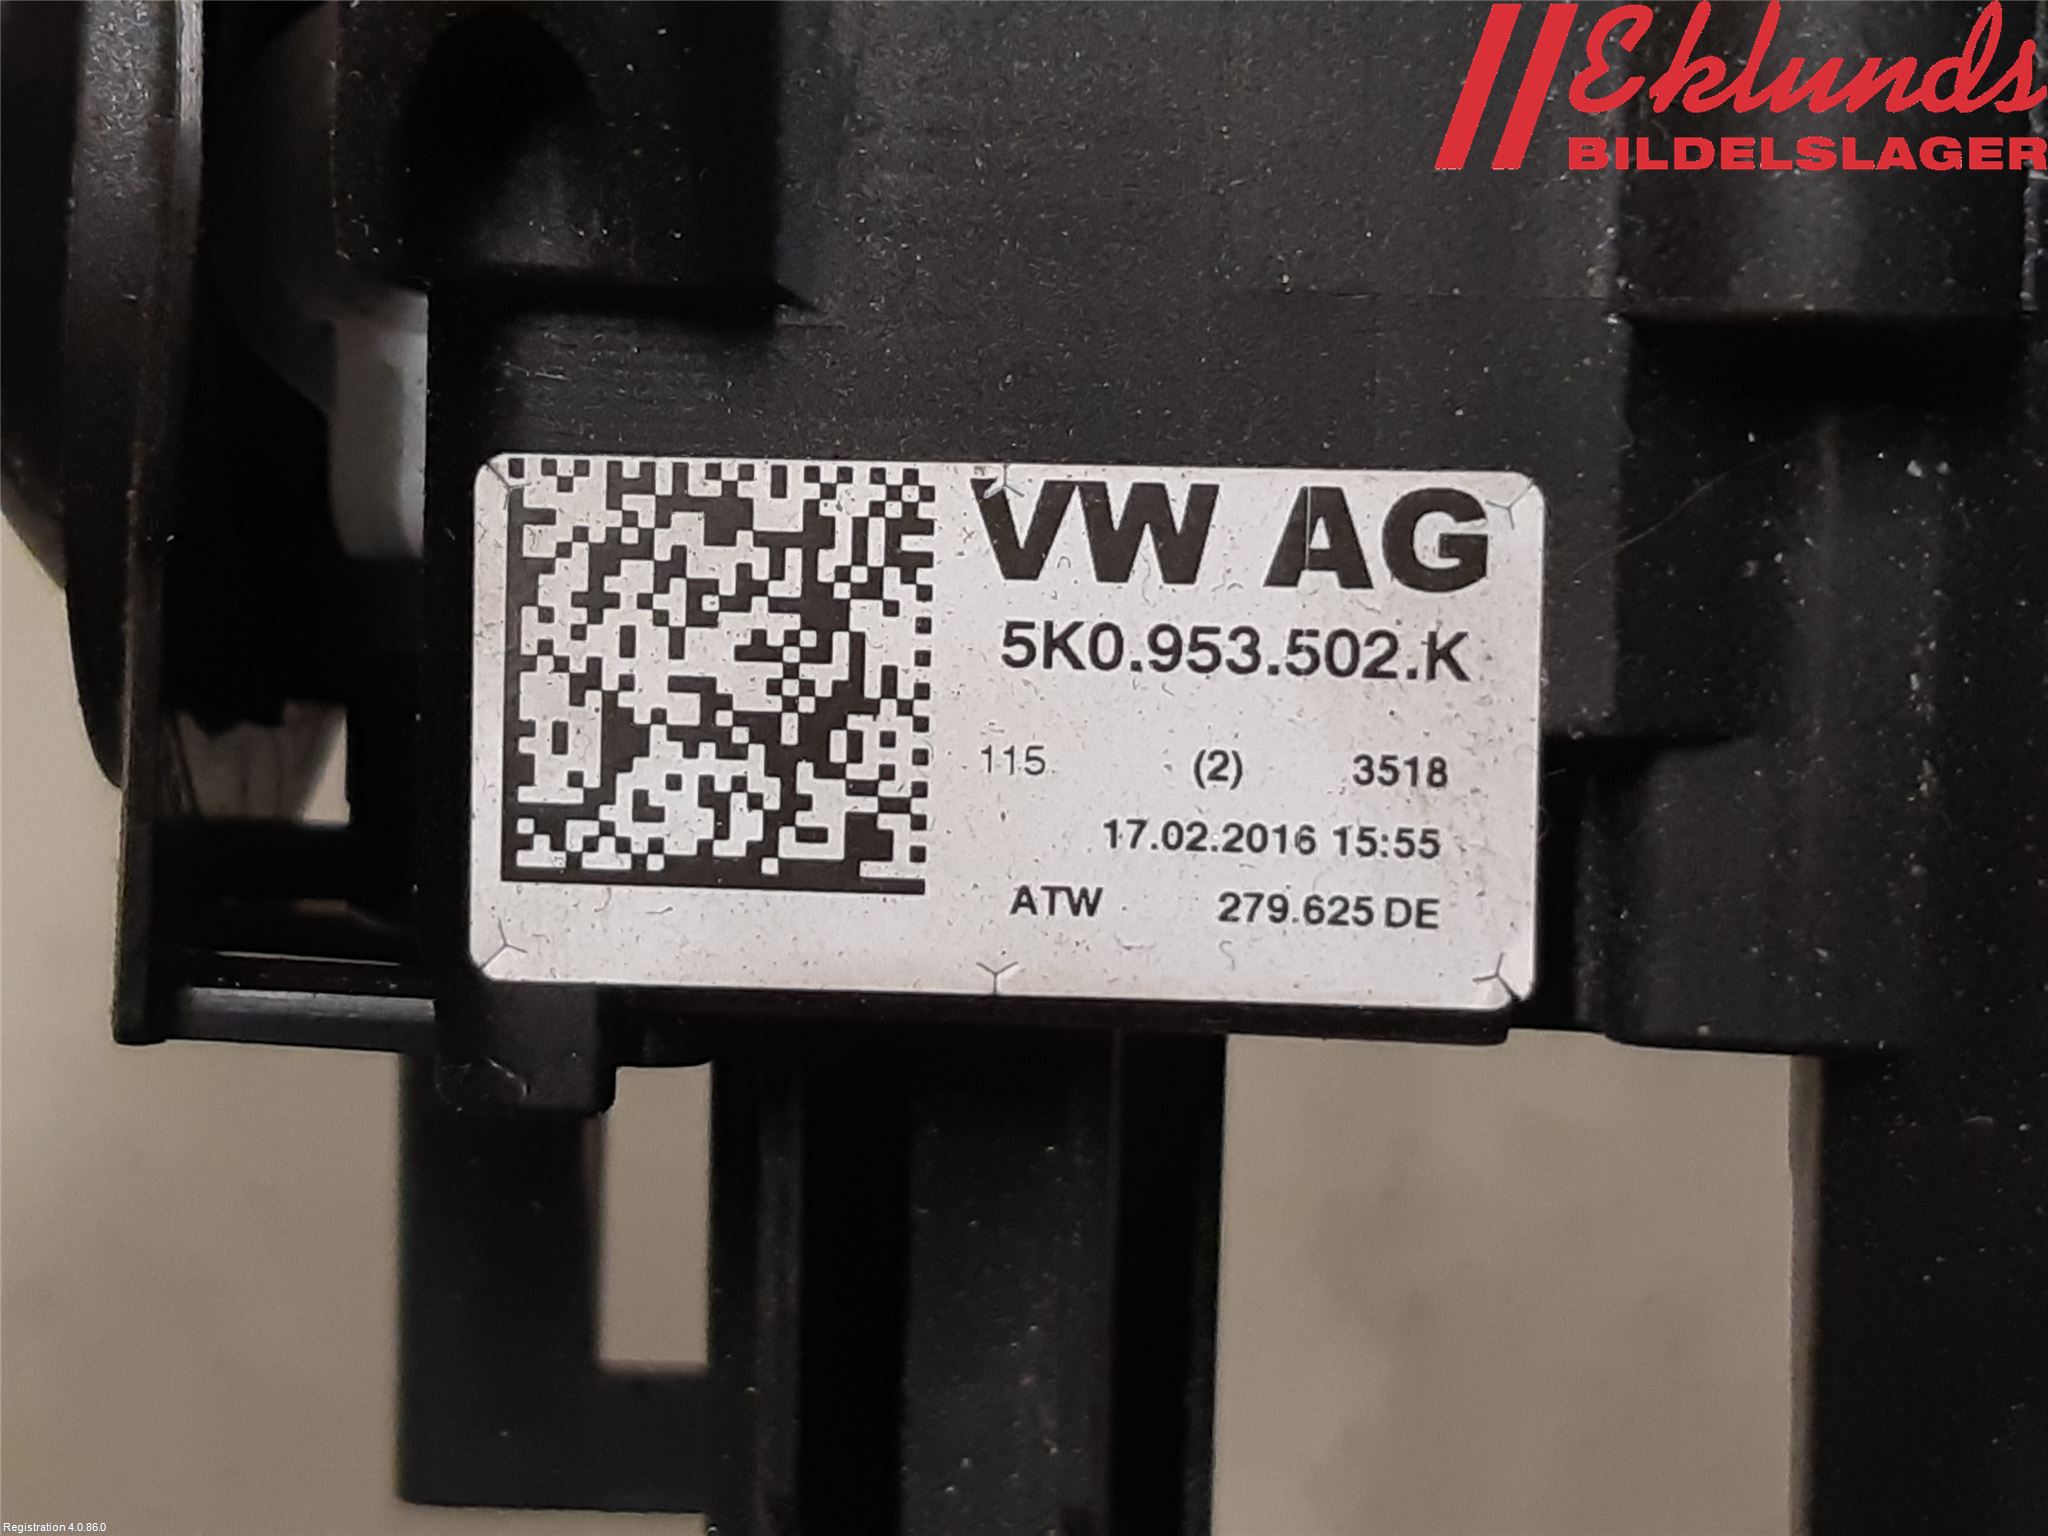 Eklunds
BILDELSLAGER
VW AG
5K0.953.502.K
115 (2) 3518
17.02.2016 15:55
ATW 279.625 DE
Registration 4.0.86.0